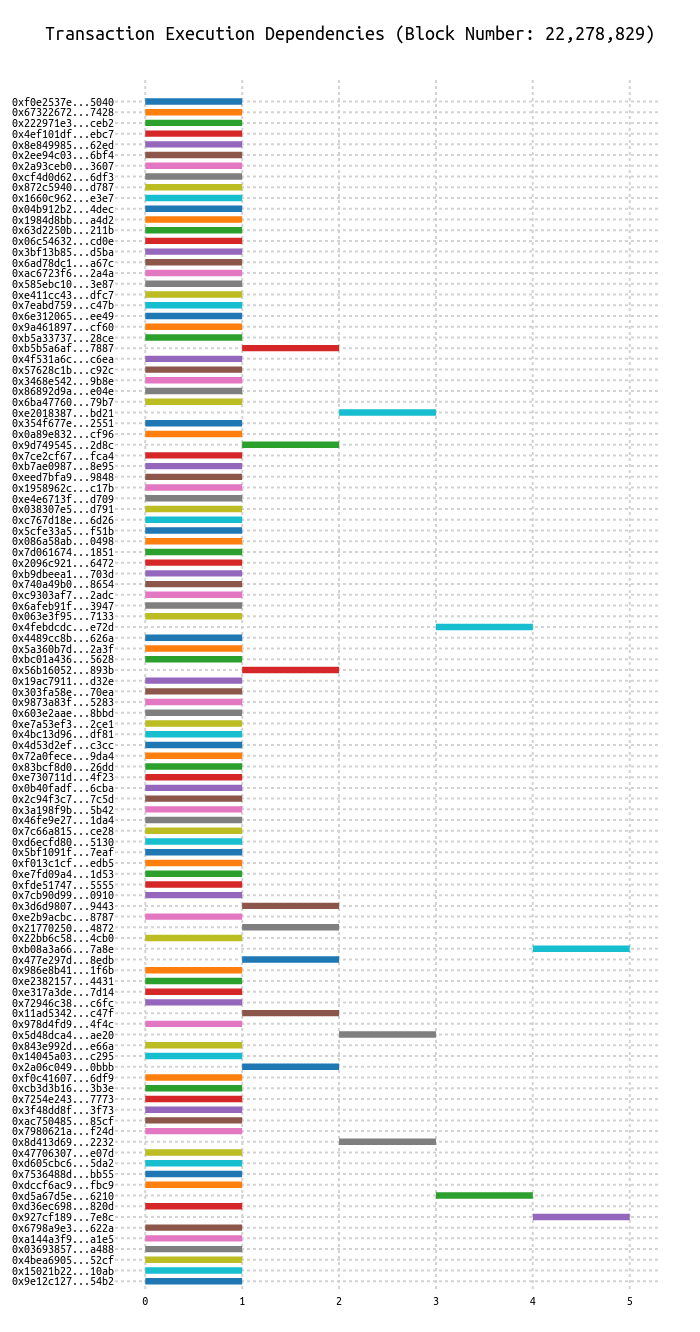 Transaction Execution Dependencies (Block Number: 22,278,829)
0xf0e2537e...5040
0x67322672...7428
0x222971e3...ceb2
0x4ef101df...ebc7
0x8e849985...62ed
0x2ee94c03...6bf4
0x2a93ceb0...3607
0xcf4d0d62...6df3
0x872c5940...d787
0x1660c962...e3e7
0x04b912b2...4dec
0x1984d8bb...a4d2
0x63d2250b...211b
0x06c54632...cd0e
0x3bf13b85...d5ba
0x6ad78dc1...a67c
0xac6723f6...2a4a
0x585ebc10...3e87
0xe411cc43...dfc7
0x7eabd759...c47b
0x6e312065...ee49
0x9a461897...cf60
0xb5a33737...28ce
0xb5b5a6af...7887
0x4f531a6c...c6ea
0x57628c1b...c92c
0x3468e542...9b8e
0x86892d9a...e04e
0x6ba47760...79b7
0xe2018387...bd21
0x354f677e...2551
0x0a89e832...cf96
0x9d749545...2d8c
0x7ce2cf67...fca4
0xb7ae0987...8e95
0xeed7bfa9...9848
0x1958962c...c17b
0xe4e6713f...d709
0x038307e5...d791
0xc767d18e...6d26
0x5cfe33a5...f51b
0x086a58ab...0498
0x7d061674...1851
0x2096c921...6472
0xb9dbeea1...703d
0x740a49b0...8654
0xc9303af7...2adc
0x6afeb91f...3947
0x063e3f95...7133
0x4febdcdc...e72d
0x4489cc8b...626a
0x5a360b7d...2a3f
0xbc01a436...5628
0x56b16052...893b
0x19ac7911...d32e
0x303fa58e...70ea
0x9873a83f...5283
0x603e2aae...8bbd
0xe7a53ef3...2ce1
0x4bc13d96...df81
0x4d53d2ef...c3cc
0x72a0fece...9da4
0x83bcf8d0...26dd
0xe730711d...4f23
0x0b40fadf...6cba
0x2c94f3c7...7c5d
0x3a198f9b...5b42
0x46fe9e27...1da4
0x7c66a815...ce28
0xd6ecfd80...5130
0x5bf1091f...7eaf
0xf013c1cf...edb5
0xe7fd09a4...1d53
0xfde51747...5555
0x7cb90d99...0910
0x3d6d9807...9443
0xe2b9acbc...8787
0x21770250...4872
0x22bb6c58...4cb0
0xb08a3a66...7a8e
0x477e297d...8edb
0x986e8b41...1f6b
0xe2382157...4431
0xe317a3de...7d14
0x72946c38...c6fc
0x11ad5342...c47f
0x978d4fd9...4f4c
0x5d48dca4...ae20
0x843e992d...e66a
0x14045a03...c295
0x2a06c049...0bbb
0xf0c41607...6df9
0xcb3d3b16...3b3e
0x7254e243...7773
0x3f48dd8f...3f73
0xac750485...85cf
0x7980621a...f24d
0x8d413d69...2232
0x47706307...e07d
0xd605cbc6...5da2
0x7536488d...bb55
0xdccf6ac9...fbc9
0xd5a67d5e...6210
0xd36ec698...820d
0x927cf189...7e8c
0x6798a9e3...622a
0xa144a3f9...a1e5
0x03693857...a488
0x4bea6905...52cf
0x15021b22...10ab
0x9e12c127...54b2
0 1 2 3 4 5